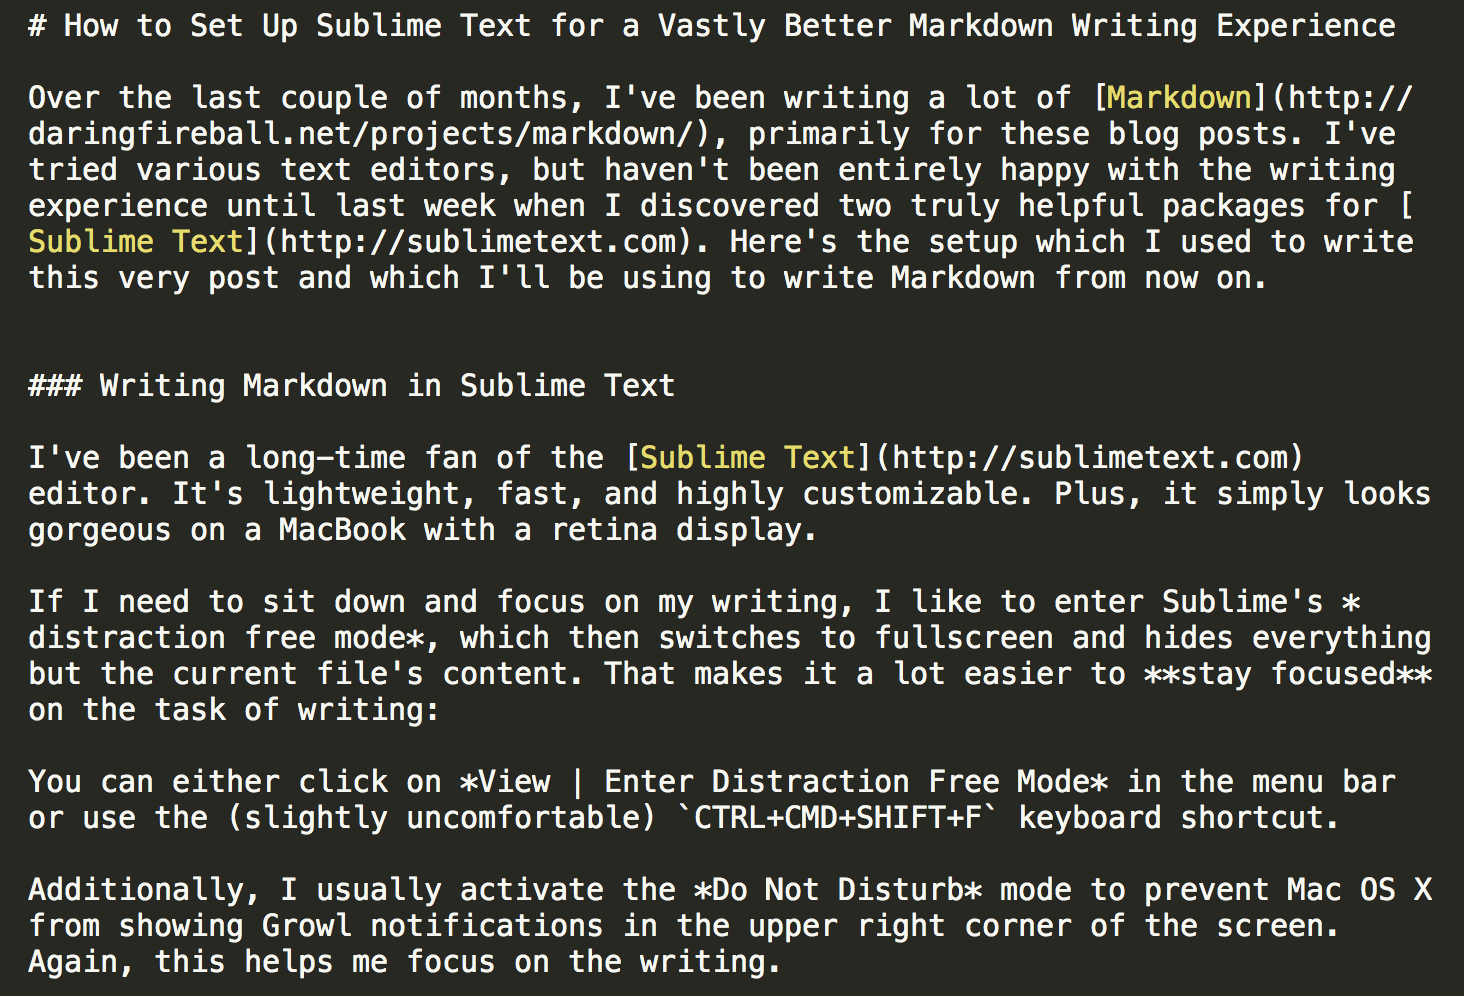 # How to Set Up Sublime Text for a Vastly Better Markdown Writing Experience
Over the last couple of months, I've been writing a lot of [Markdown](http://
daringfireball.net/projects/markdown/), primarily for these blog posts. I've
tried various text editors, but haven't been entirely happy with the writing
experience until last week when I discovered two truly helpful packages for [
Sublime Text](http://sublimetext.com). Here's the setup which I used to write
this very post and which I'll be using to write Markdown from now on.
### Writing Markdown in Sublime Text
I've been a long-time fan of the [Sublime Text](http://sublimetext.com)
editor. It's lightweight, fast, and highly customizable. Plus, it simply looks
gorgeous on a MacBook with a retina display.
If I need to sit down and focus on my writing, I like to enter Sublime's *
distraction free mode*, which then switches to fullscreen and hides everything
but the current file's content. That makes it a lot easier to **stay focused**
on the task of writing:
You can either click on *View | Enter Distraction Free Mode* in the menu bar
or use the (slightly uncomfortable) `CTRL+CMD+SHIFT+F` keyboard shortcut.
Additionally, I usually activate the *Do Not Disturb* mode to prevent Mac OS X
from showing Growl notifications in the upper right corner of the screen.
Again, this helps me focus on the writing.